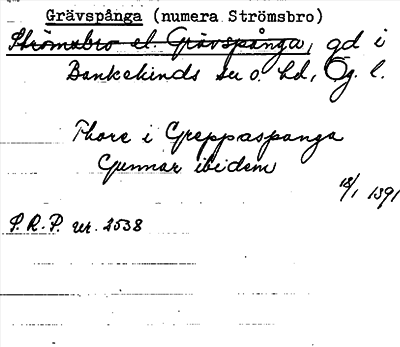 Grävspånga (numera Strömsbro)
Strömsbro el. Grävspånga, gd i
Bankekinds sn o. hd, Ög. l.
Thore i Greppaspanga
Gunnar ibidem
18/1 1391
S.R.P. nr. 2538